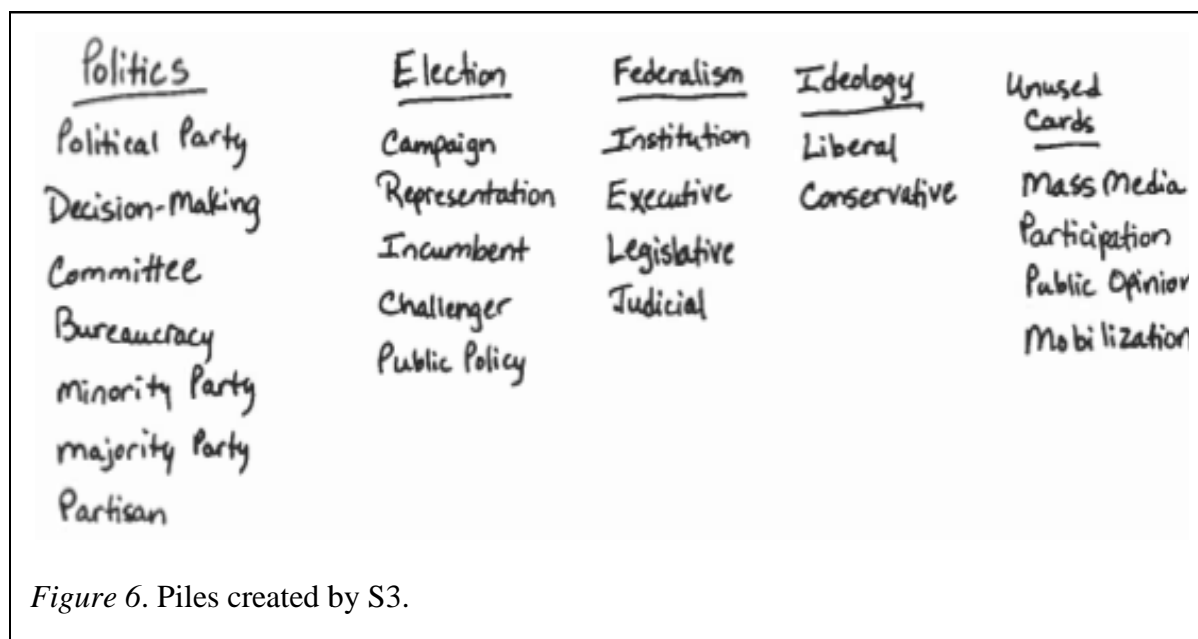 Politics
Political Party
Decision-Making
Committee
Bureaucracy
minority Party
majority Party
Partisan
Election
Campaign
Representation
Incumbent
Challenger
Public Policy
Federalism
Institution
Executive
Legislative
Judicial
Ideology
Liberal
Conservative
Unused
Cards
Mass Media
Participation
Public Opinion
Mobilization
Figure 6. Piles created by S3.